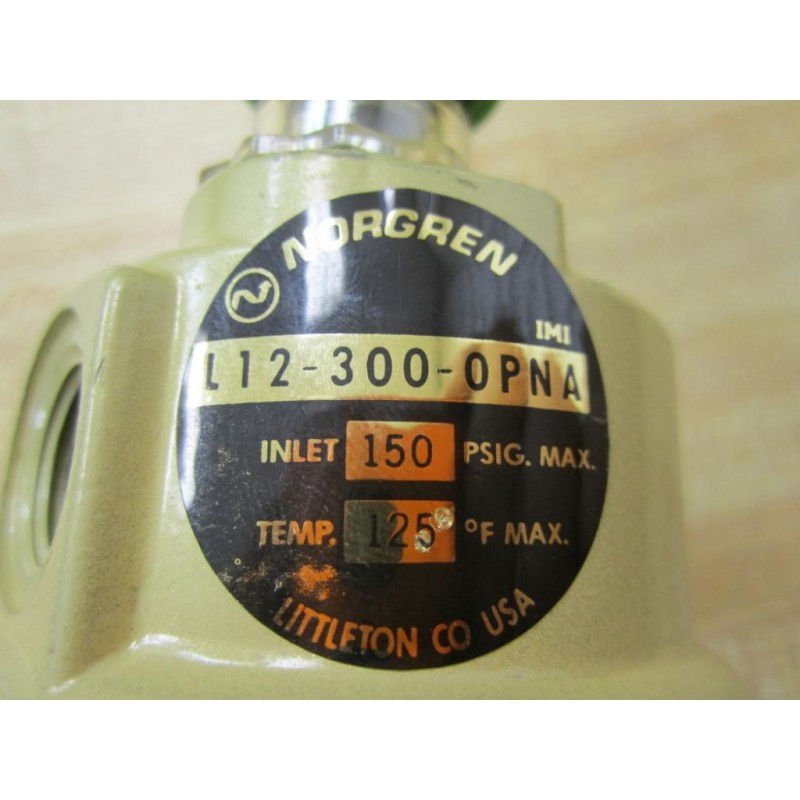 NORGREN
IMI
L12-300-0PNA
INLET 150 PSIG. MAX.
TEMP. 125 °F MAX.
LITTLETON CO USA